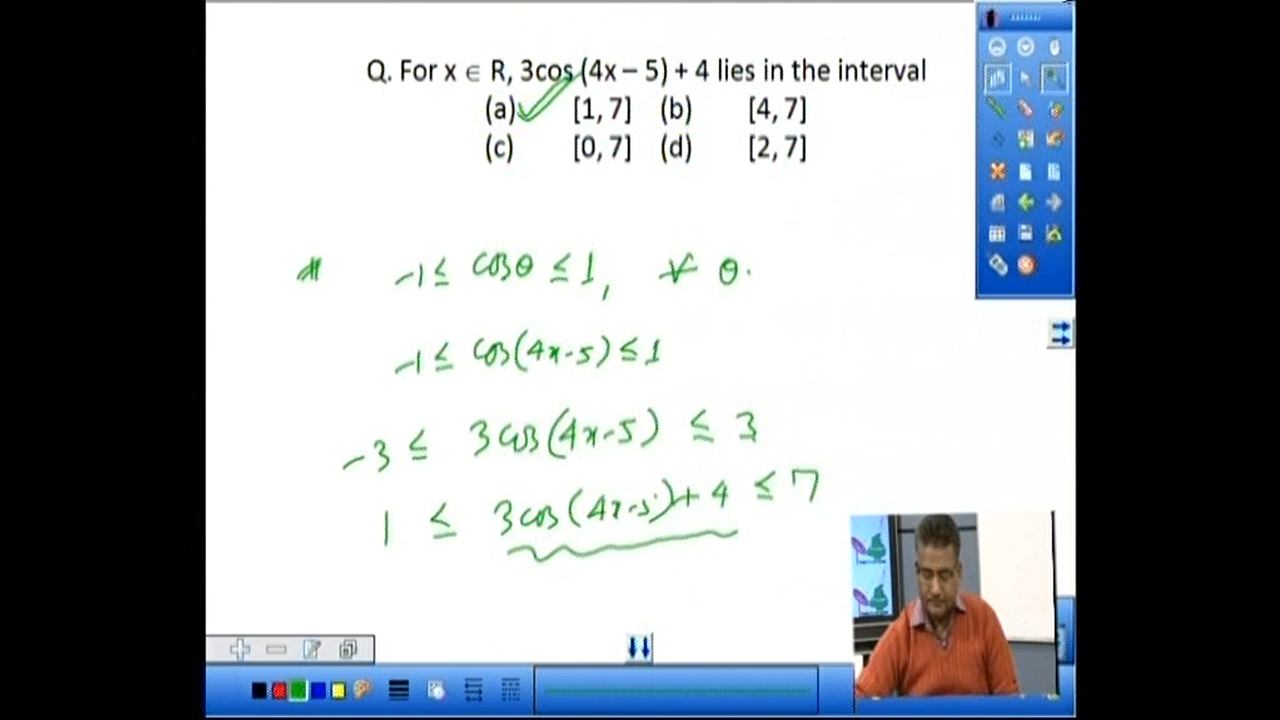 Q. For x ∈ R, 3cos (4x – 5) + 4 lies in the interval
(a) [1, 7] (b) [4, 7]
(c) [0, 7] (d) [2, 7]
-1 ≤ cosθ ≤ 1, ∀ θ.
-1 ≤ cos(4x-5) ≤ 1
-3 ≤ 3cos(4x-5) ≤ 3
1 ≤ 3cos(4x-5)+4 ≤ 7